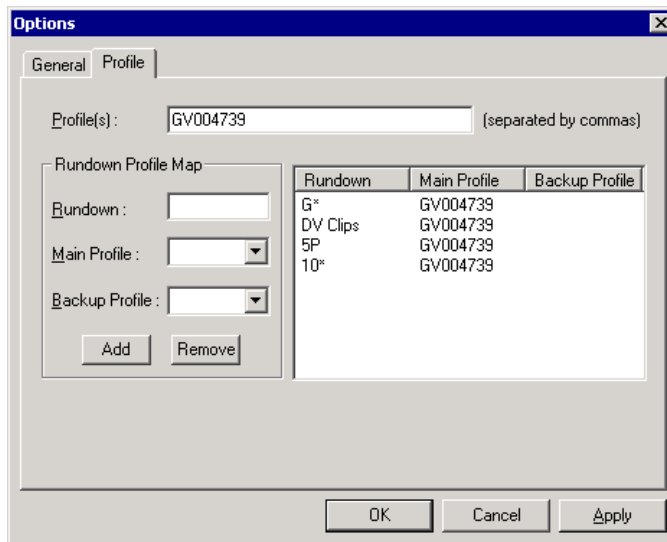 Options
General Profile
Profile(s) : GV004739 (separated by commas)
Rundown Profile Map
Rundown :
Main Profile :
Backup Profile :
Add Remove
Rundown Main Profile Backup Profile
G* GV004739
DV Clips GV004739
5P GV004739
10* GV004739
OK Cancel Apply